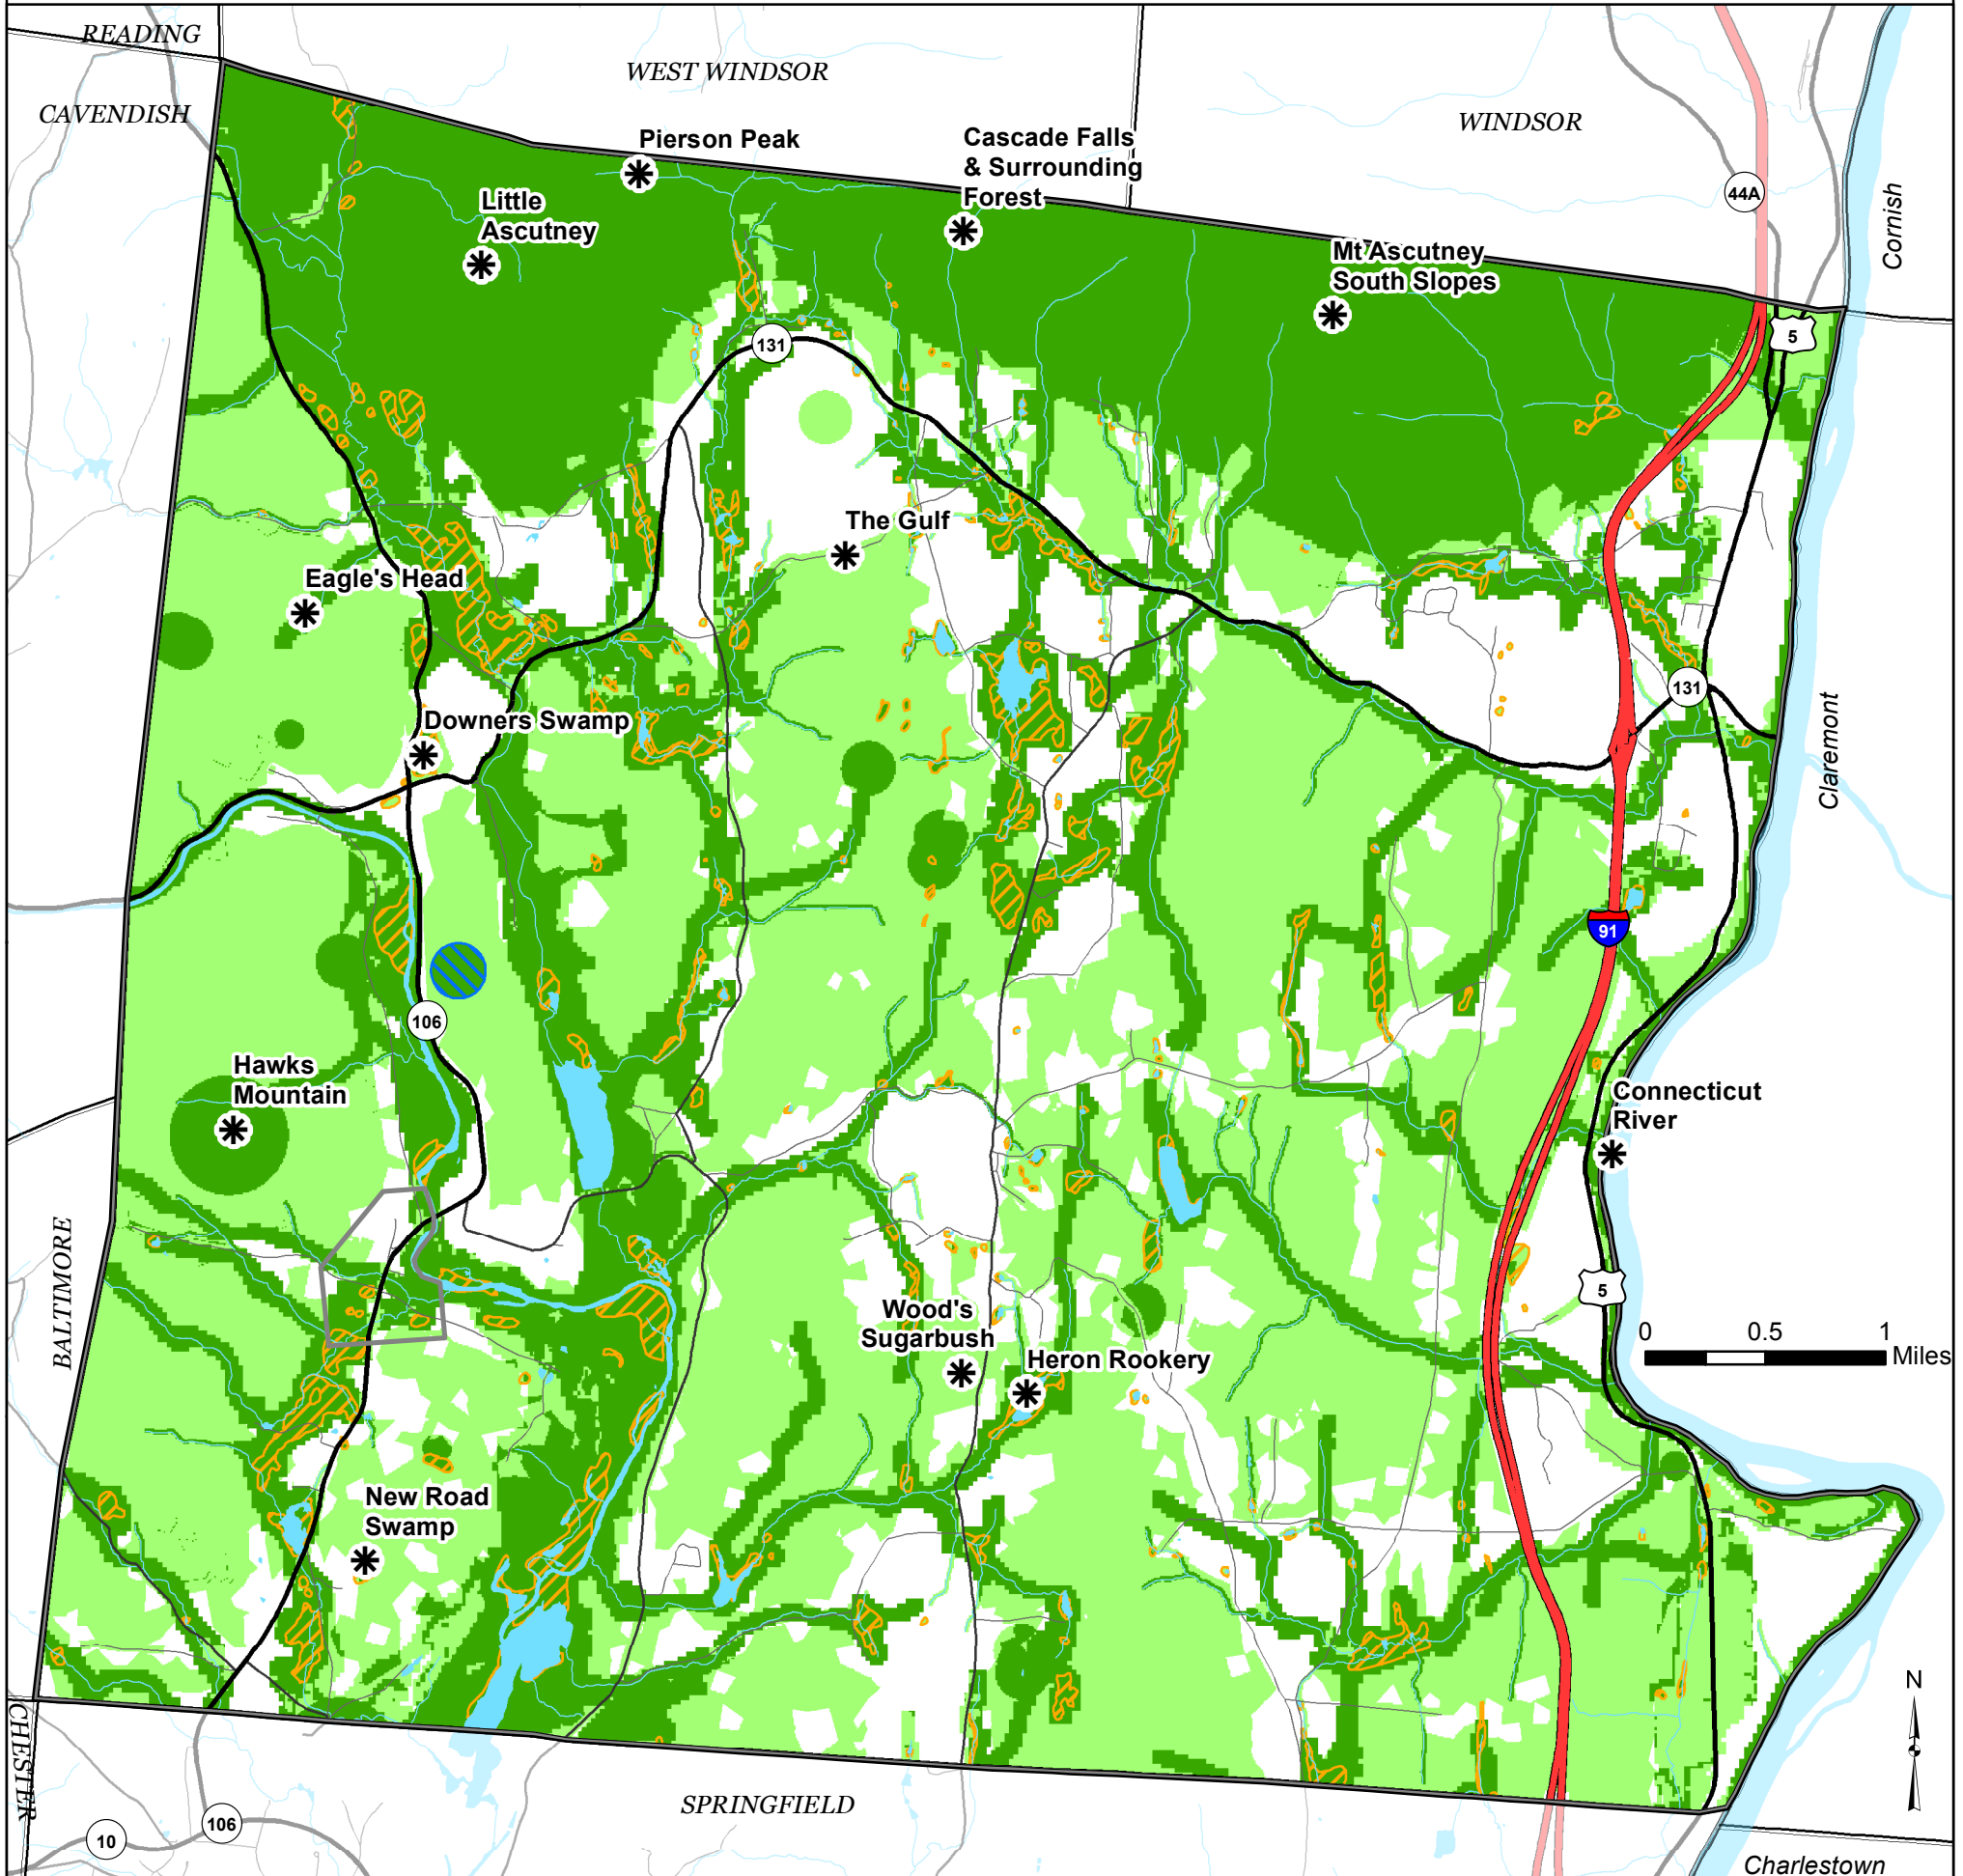 READING
WEST WINDSOR
CAVENDISH
WINDSOR
Pierson Peak
Cascade Falls
& Surrounding
Forest
44A
Little
Ascutney
Cornish
Mt Ascutney
South Slopes
5
131
The Gulf
Eagle's Head
131
Downers Swamp
Claremont
91
106
Hawks
Mountain
Connecticut
River
BALTIMORE
5
Wood's
Sugarbush
0 0.5 1
Miles
Heron Rookery
New Road
Swamp
N
CHESTER
SPRINGFIELD
106
10
Charlestown